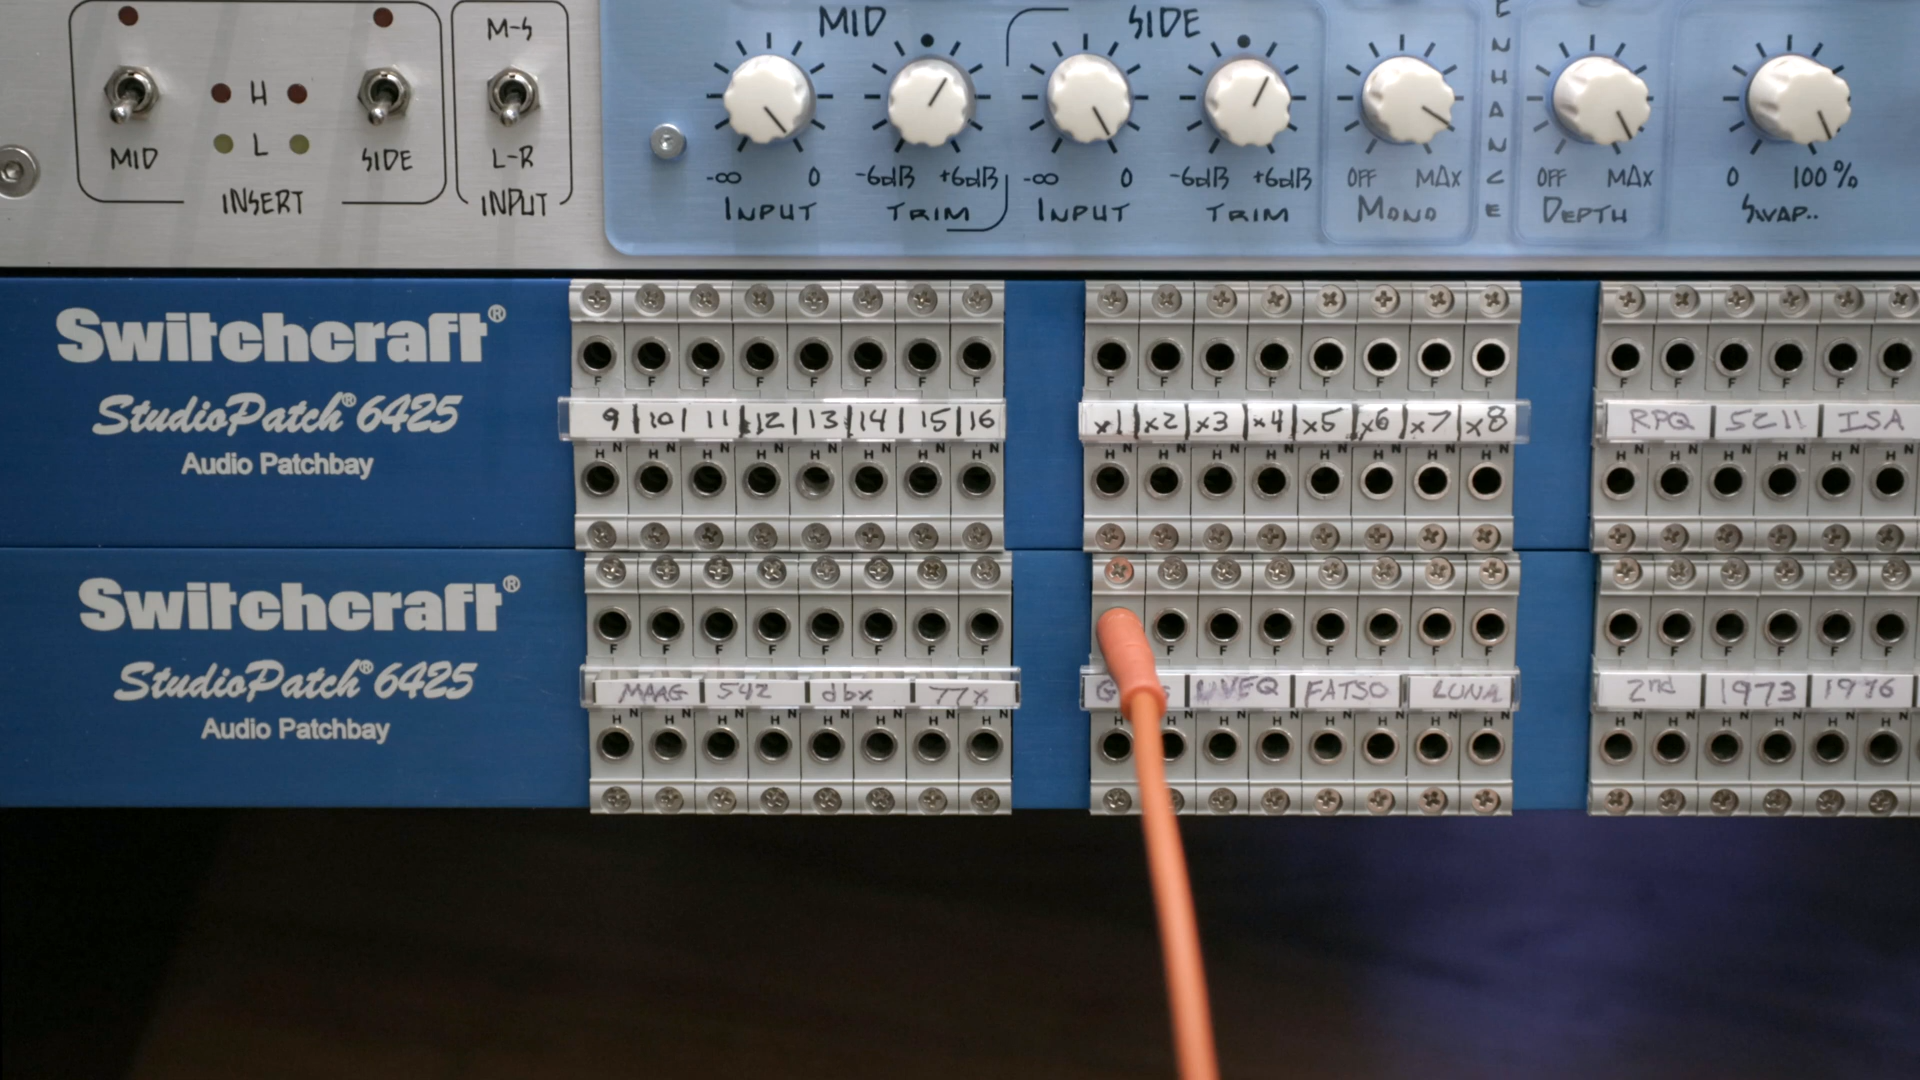 M-S
MID
SIDE
ENHANCE
H
L
MID
SIDE
L-R
INSERT
INPUT
-∞ 0
-6dB +6dB
-∞ 0
-6dB +6dB
OFF MAX
OFF MAX
0 100%
INPUT
TRIM
INPUT
TRIM
MONO
DEPTH
SWAP..
Switchcraft®
StudioPatch® 6425
Audio Patchbay
F F F F F F F F
9 | 10 | 11 | 12 | 13 | 14 | 15 | 16
H N H N H N H N H N H N H N H N
F F F F F F F F
x1 | x2 | x3 | x4 | x5 | x6 | x7 | x8
H N H N H N H N H N H N H N H N
F F F F F F
RPQ | 5211 | ISA
H N H N H N H N H N H
Switchcraft®
StudioPatch® 6425
Audio Patchbay
F F F F F F F F
MAAG | 542 | dbx | 77x
H N H N H N H N H N H N H N H N
F F F F F F F
UVEQ | FATSO | LUNA
H N H N H N H N H N H N H N
F F F F F F
2nd | 1973 | 1976
H N H N H N H N H N H